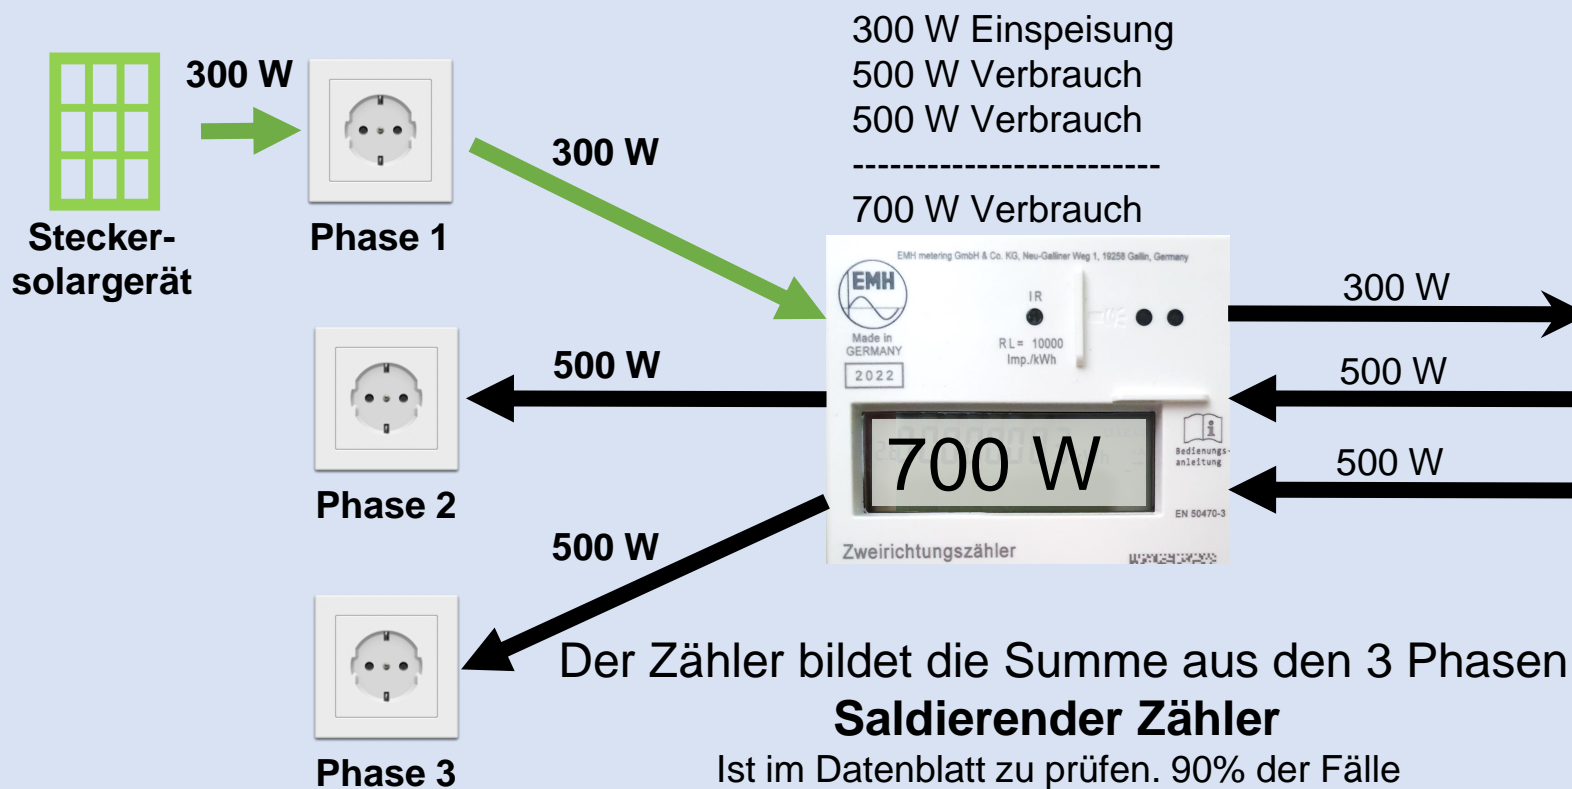 300 W Einspeisung
500 W Verbrauch
500 W Verbrauch
-------------------------
700 W Verbrauch
300 W
300 W
Stecker-
solargerät
Phase 1
EMH metering GmbH & Co. KG, Neu-Galliner Weg 1, 19258 Gallin, Germany
EMH
IR
Made in
GERMANY
RL= 10000
Imp./kWh
2022
300 W
500 W
500 W
Phase 2
700 W
Bedienungs-
anleitung
500 W
EN 50470-3
500 W
Zweirichtungszähler
Phase 3
Der Zähler bildet die Summe aus den 3 Phasen
Saldierender Zähler
Ist im Datenblatt zu prüfen. 90% der Fälle